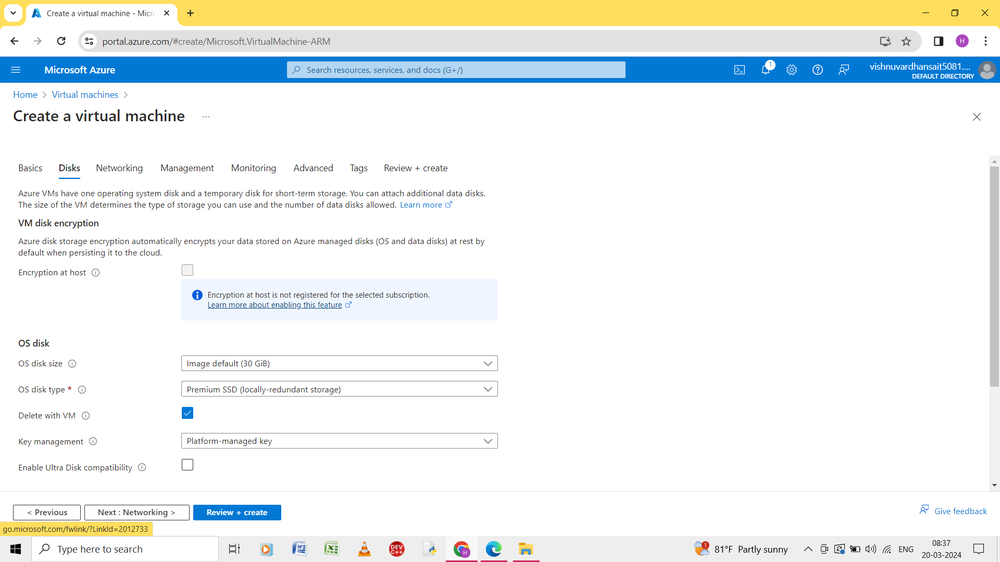 Create a virtual machine - Micro
portal.azure.com/#create/Microsoft.VirtualMachine-ARM
H
Microsoft Azure
Search resources, services, and docs (G+/)
1
vishnuvardhansait5081....
DEFAULT DIRECTORY
Home > Virtual machines >
Create a virtual machine ...
Basics Disks Networking Management Monitoring Advanced Tags Review + create
Azure VMs have one operating system disk and a temporary disk for short-term storage. You can attach additional data disks.
The size of the VM determines the type of storage you can use and the number of data disks allowed. Learn more
VM disk encryption
Azure disk storage encryption automatically encrypts your data stored on Azure managed disks (OS and data disks) at rest by
default when persisting it to the cloud.
Encryption at host
Encryption at host is not registered for the selected subscription.
Learn more about enabling this feature
OS disk
OS disk size
Image default (30 GiB)
OS disk type *
Premium SSD (locally-redundant storage)
Delete with VM
Key management
Platform-managed key
Enable Ultra Disk compatibility
< Previous
Next : Networking >
Review + create
Give feedback
go.microsoft.com/fwlink/?LinkId=2012733
Type here to search
DEV C++
H
1
81°F Partly sunny
ENG
08:37
20-03-2024